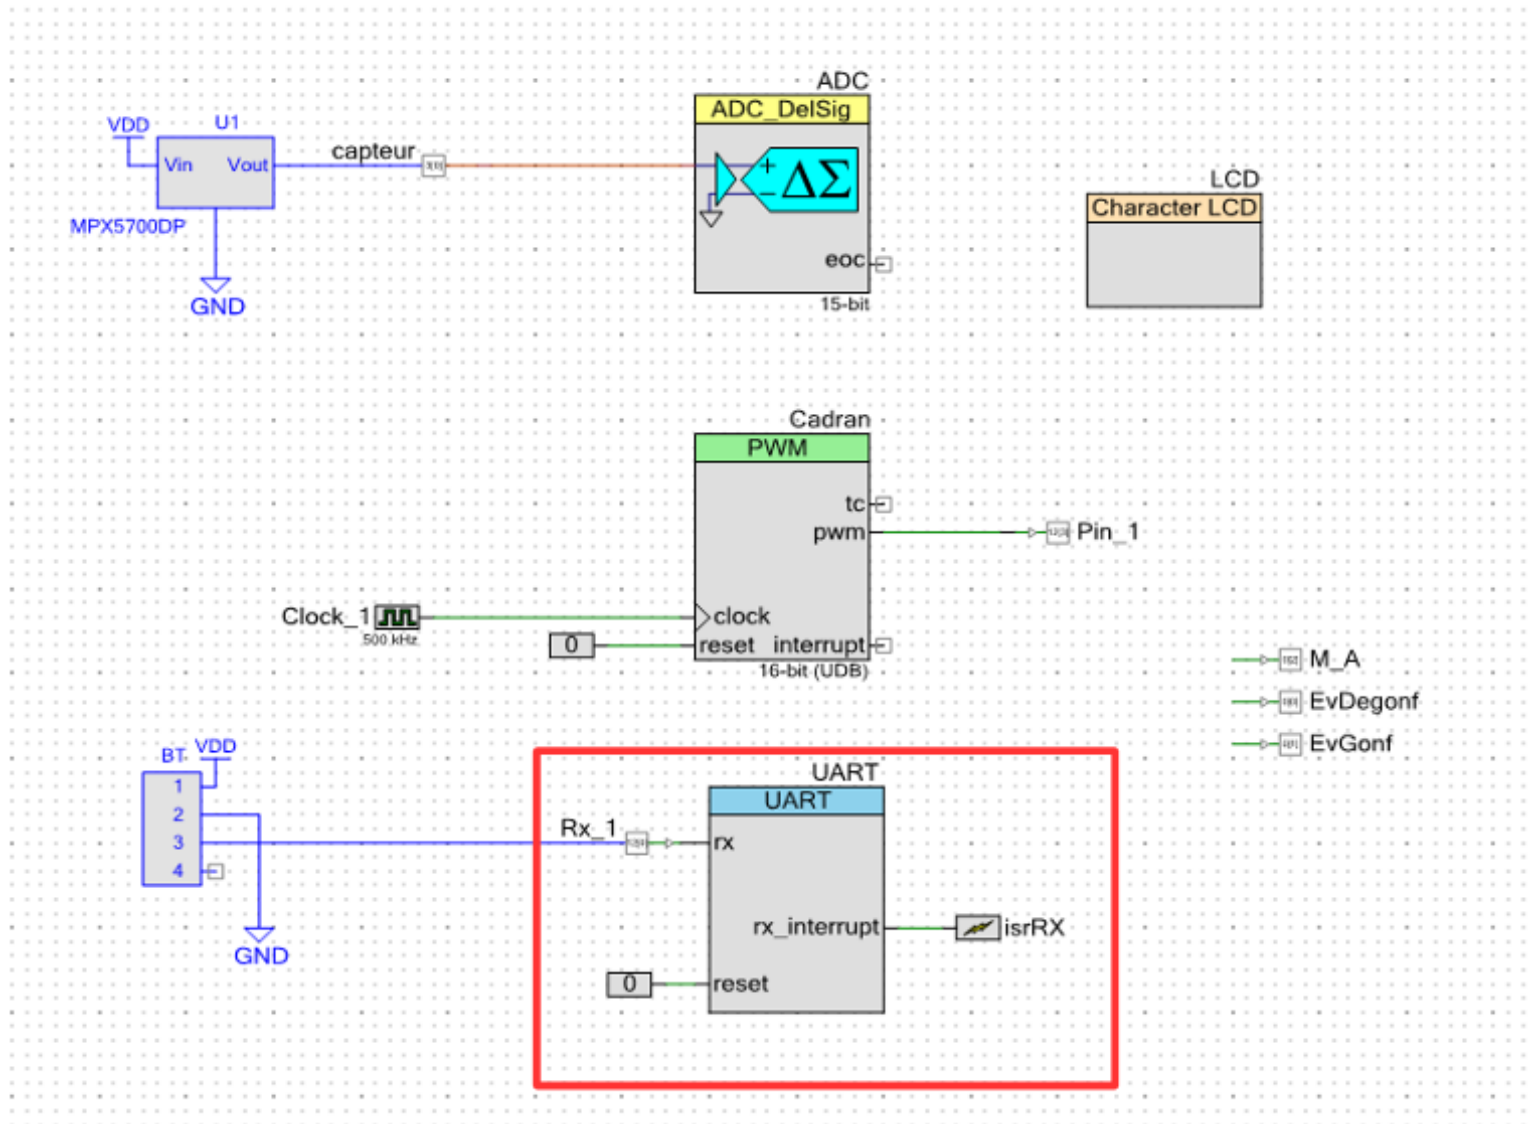 ADC
ADC_DelSig
VDD
U1
capteur
Vin
Vout
+
ΔΣ
−
LCD
Character LCD
MPX5700DP
eoc
GND
15-bit
Cadran
PWM
tc
pwm
Pin_1
Clock_1
500 kHz
clock
0
reset
interrupt
16-bit (UDB)
M_A
EvDegonf
EvGonf
BT
VDD
1
2
3
4
GND
UART
UART
Rx_1
rx
rx_interrupt
isrRX
0
reset